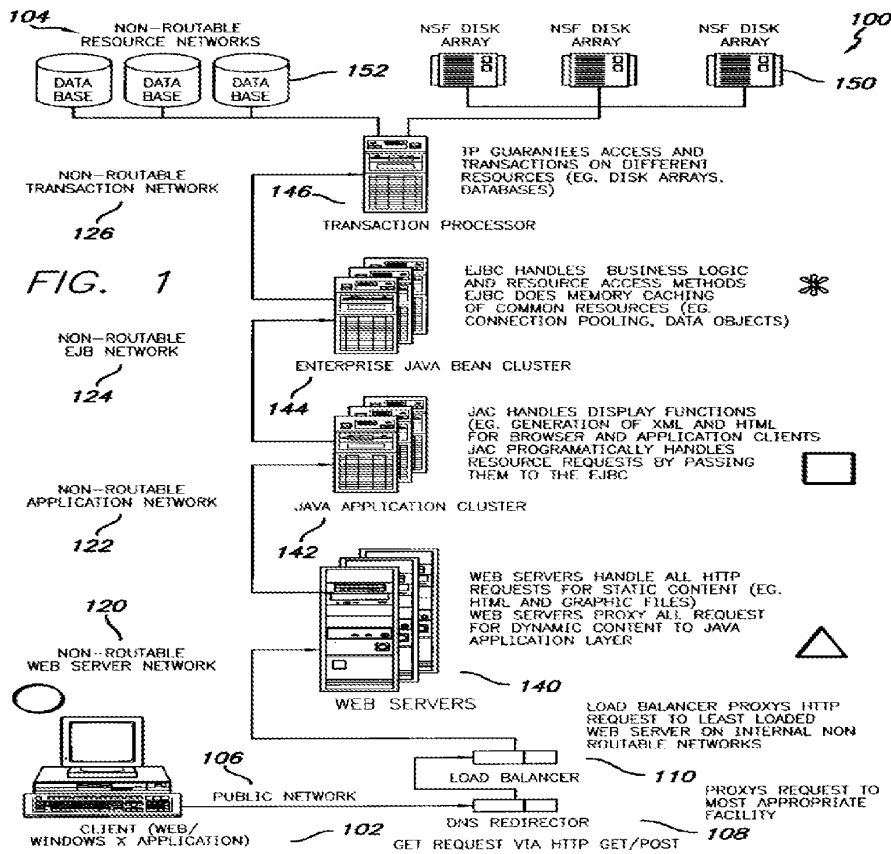 104
NON-ROUTABLE
RESOURCE NETWORKS
DATA
BASE
DATA
BASE
DATA
BASE
152
NSF DISK
ARRAY
NSF DISK
ARRAY
NSF DISK
ARRAY
100
150
NON-ROUTABLE
TRANSACTION NETWORK
126
146
TRANSACTION PROCESSOR
TP GUARANTEES ACCESS AND
TRANSACTIONS ON DIFFERENT
RESOURCES (EG. DISK ARRAYS,
DATABASES)
FIG. 1
NON-ROUTABLE
EJB NETWORK
124
ENTERPRISE JAVA BEAN CLUSTER
144
EJBC HANDLES BUSINESS LOGIC
AND RESOURCE ACCESS METHODS
EJBC DOES MEMORY CACHING
OF COMMON RESOURCES (EG.
CONNECTION POOLING, DATA OBJECTS)
NON-ROUTABLE
APPLICATION NETWORK
122
JAVA APPLICATION CLUSTER
142
JAC HANDLES DISPLAY FUNCTIONS
(EG. GENERATION OF XML AND HTML
FOR BROWSER AND APPLICATION CLIENTS
JAC PROGRAMATICALLY HANDLES
RESOURCE REQUESTS BY PASSING
THEM TO THE EJBC
120
NON-ROUTABLE
WEB SERVER NETWORK
WEB SERVERS
140
WEB SERVERS HANDLE ALL HTTP
REQUESTS FOR STATIC CONTENT (EG.
HTML AND GRAPHIC FILES)
WEB SERVERS PROXY ALL REQUEST
FOR DYNAMIC CONTENT TO JAVA
APPLICATION LAYER
LOAD BALANCER PROXYS HTTP
REQUEST TO LEAST LOADED
WEB SERVER ON INTERNAL NON
ROUTABLE NETWORKS
LOAD BALANCER
110
106
PUBLIC NETWORK
CLIENT (WEB/
WINDOWS X APPLICATION)
102
DNS REDIRECTOR
108
GET REQUEST VIA HTTP GET/POST
PROXYS REQUEST TO
MOST APPROPRIATE
FACILITY